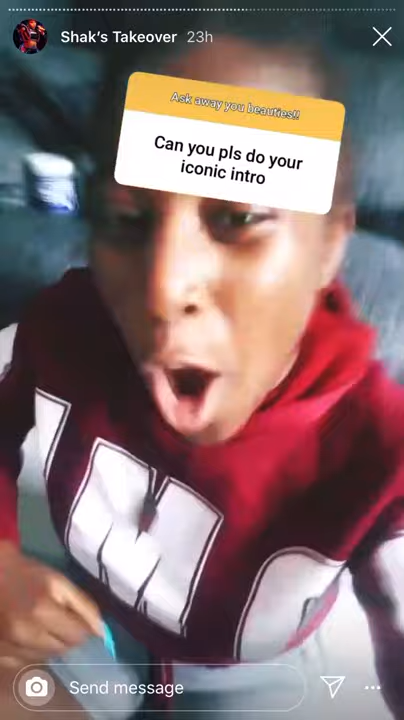 Shak's Takeover 23h
Ask away you beauties!!
Can you pls do your
iconic intro
Send message